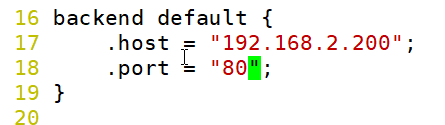 16 backend default {
17     .host = "192.168.2.200";
18     .port = "80";
19 }
20